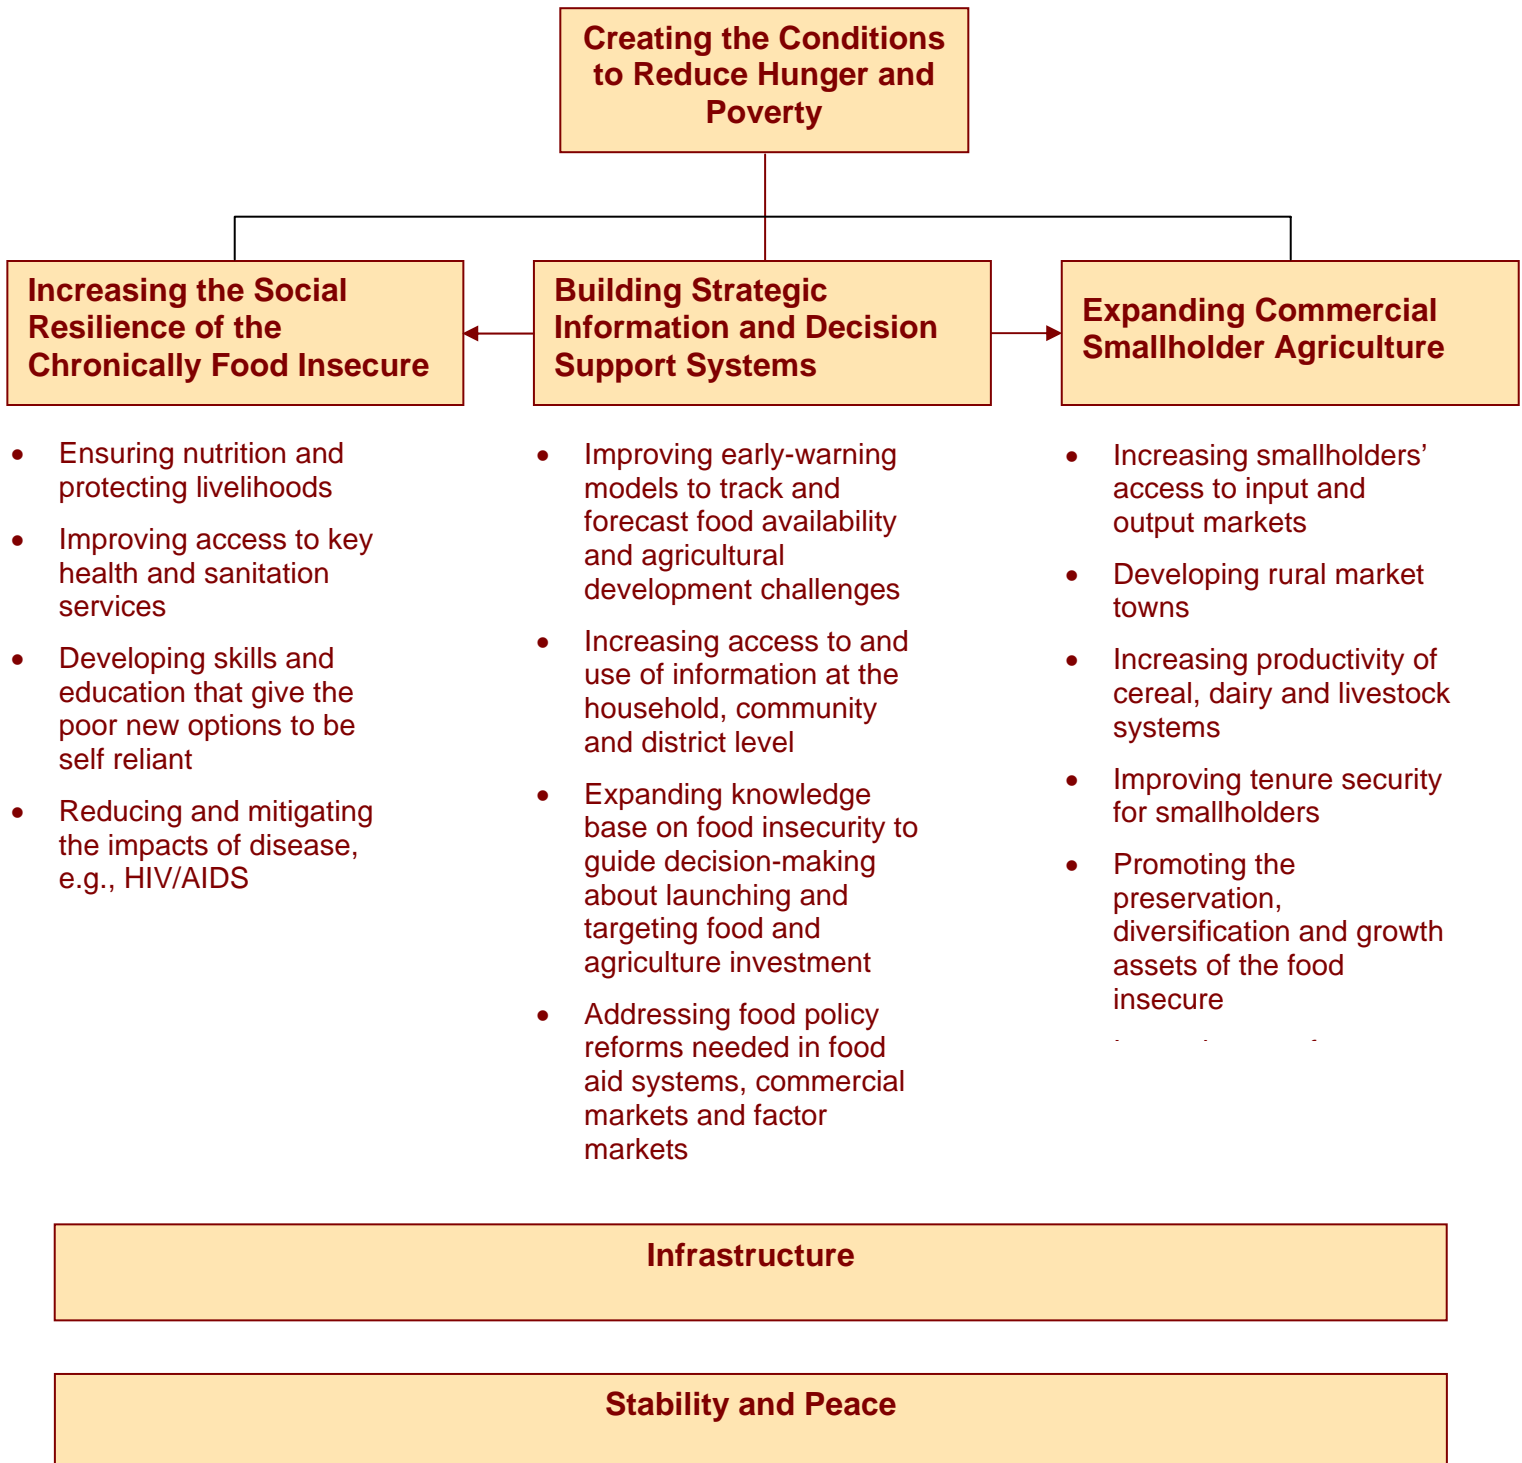 Creating the Conditions
to Reduce Hunger and
Poverty
Increasing the Social
Resilience of the
Chronically Food Insecure
Building Strategic
Information and Decision
Support Systems
Expanding Commercial
Smallholder Agriculture
• Ensuring nutrition and
protecting livelihoods
• Improving access to key
health and sanitation
services
• Developing skills and
education that give the
poor new options to be
self reliant
• Reducing and mitigating
the impacts of disease,
e.g., HIV/AIDS
• Improving early-warning
models to track and
forecast food availability
and agricultural
development challenges
• Increasing access to and
use of information at the
household, community
and district level
• Expanding knowledge
base on food insecurity to
guide decision-making
about launching and
targeting food and
agriculture investment
• Addressing food policy
reforms needed in food
aid systems, commercial
markets and factor
markets
• Increasing smallholders’
access to input and
output markets
• Developing rural market
towns
• Increasing productivity of
cereal, dairy and livestock
systems
• Improving tenure security
for smallholders
• Promoting the
preservation,
diversification and growth
assets of the food
insecure
Infrastructure
Stability and Peace